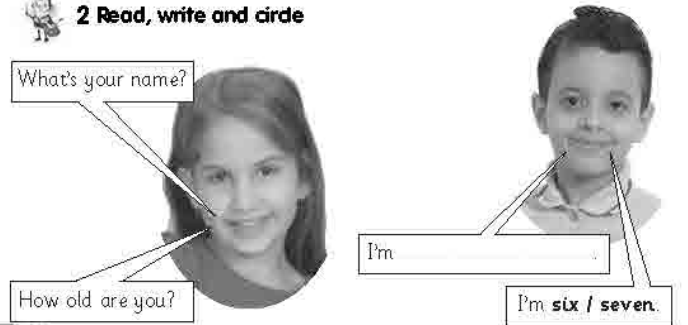 2 Read, write and circle
What's your name?
I'm .
How old are you?
I'm six / seven.